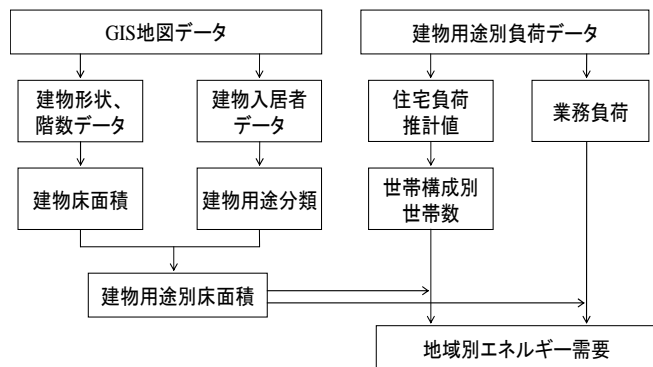 GIS地図データ
建物用途別負荷データ
建物形状、
階数データ
建物入居者
データ
住宅負荷
推計値
業務負荷
建物床面積
建物用途分類
世帯構成別
世帯数
建物用途別床面積
地域別エネルギー需要